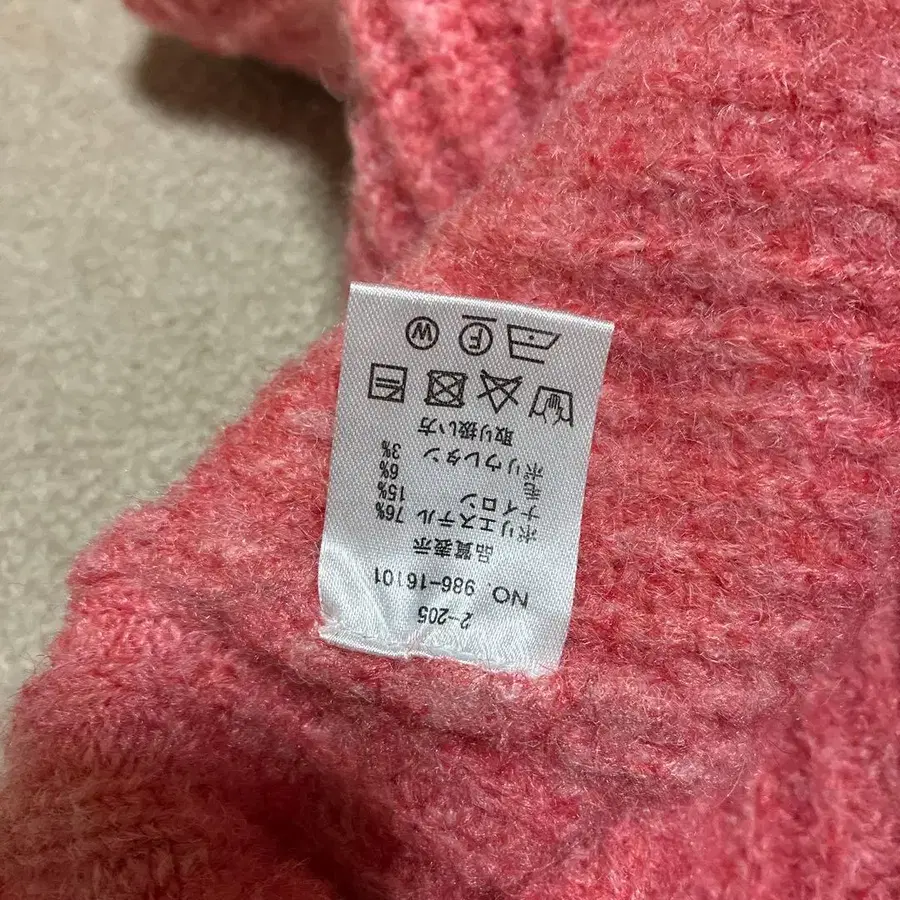 2-205
NO. 986-16101
品質表示
ポリエステル 76%
ナイロン 15%
毛 6%
ポリウレタン 3%
取り扱い方
F W